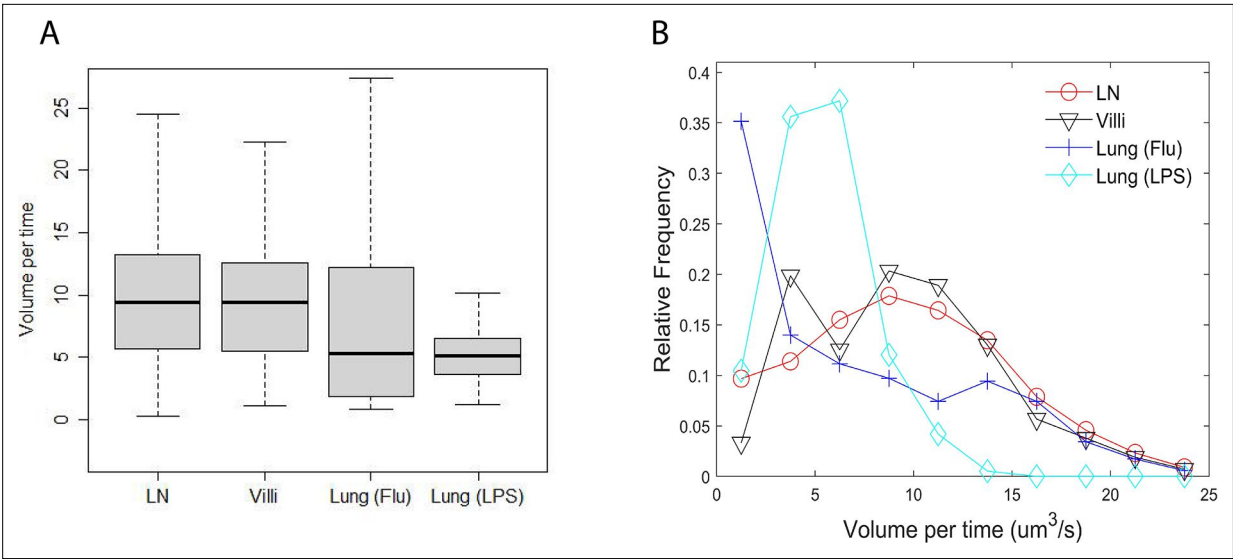 A
Volume per time
25
20
15
10
5
0
LN
Villi
Lung (Flu)
Lung (LPS)
B
Relative Frequency
0.4
0.35
0.3
0.25
0.2
0.15
0.1
0.05
0
0
5
10
15
20
25
Volume per time (um³/s)
LN
Villi
Lung (Flu)
Lung (LPS)